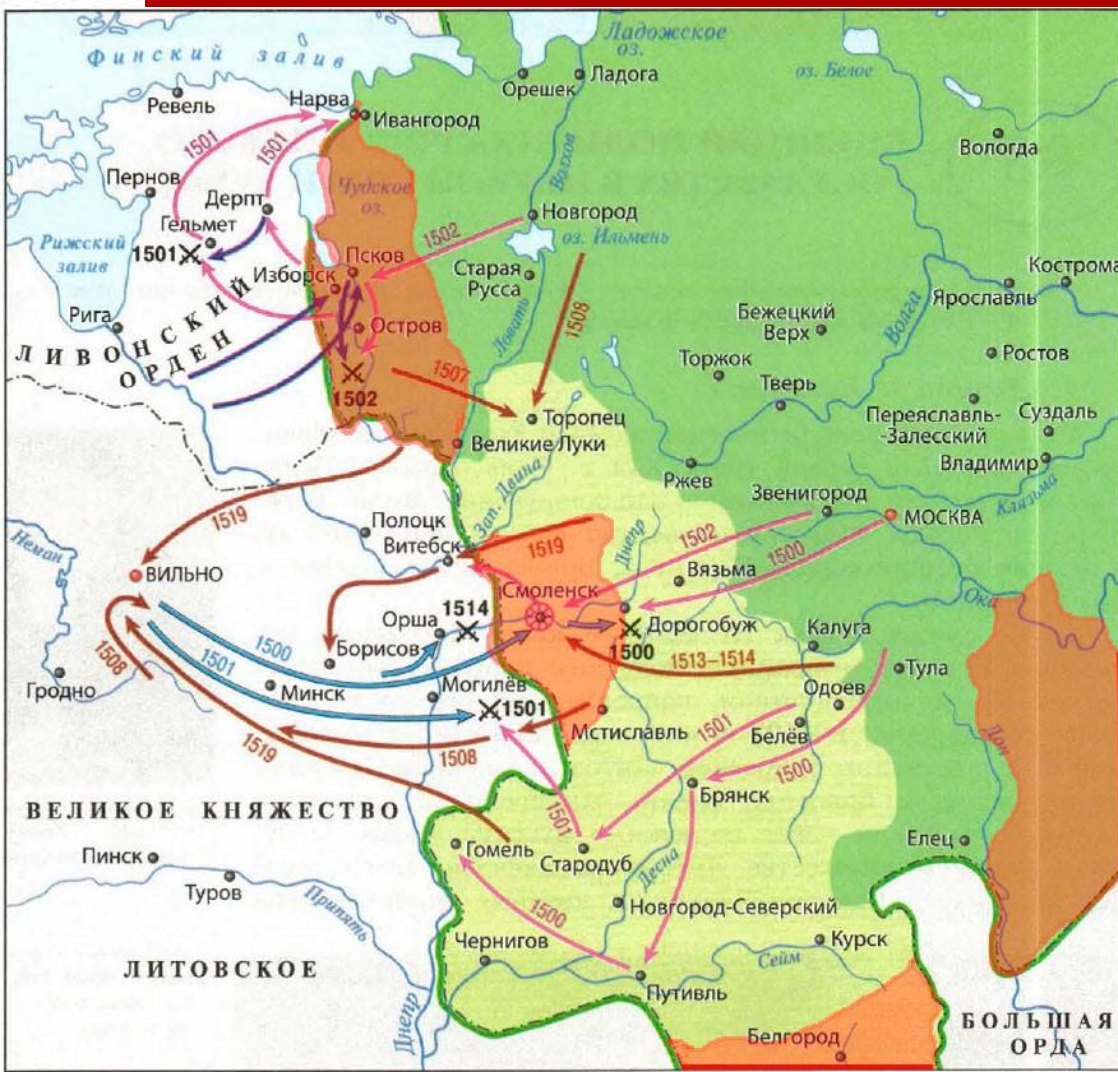 Финский залив
Ладожское
оз.
оз. Белое
Ревель
Нарва
Ивангород
Орешек
Ладога
Вологда
1501
1501
Волхов
Пернов
Дерпт
Чудское
оз.
Гельмет
Новгород
оз. Ильмень
1502
Рижский
залив
1501
Изборск
Псков
Старая
Русса
Кострома
Ярославль
Рига
Остров
Ловать
1508
Бежецкий
Верх
Волга
ЛИВОНСКИЙ
ОРДЕН
Торжок
Ростов
1502
1507
Тверь
Торопец
Переяславль-
-Залесский
Суздаль
Великие Луки
Ржев
Владимир
Клязьма
Зап. Двина
Звенигород
МОСКВА
1519
Полоцк
Витебск
Днепр
1502
1500
Неман
1519
ВИЛЬНО
Смоленск
Вязьма
Ока
1514
Орша
Дорогобуж
1500
Калуга
1500
1501
Борисов
1513–1514
Тула
1508
Гродно
Минск
Могилёв
1501
Одоев
Мстиславль
Белёв
Дон
1519
1508
1501
1500
Брянск
ВЕЛИКОЕ КНЯЖЕСТВО
1501
Гомель
Стародуб
Елец
Пинск
Десна
Туров
Припять
1500
Новгород-Северский
Чернигов
Курск
Сейм
ЛИТОВСКОЕ
Путивль
Днепр
Белгород
БОЛЬШАЯ
ОРДА